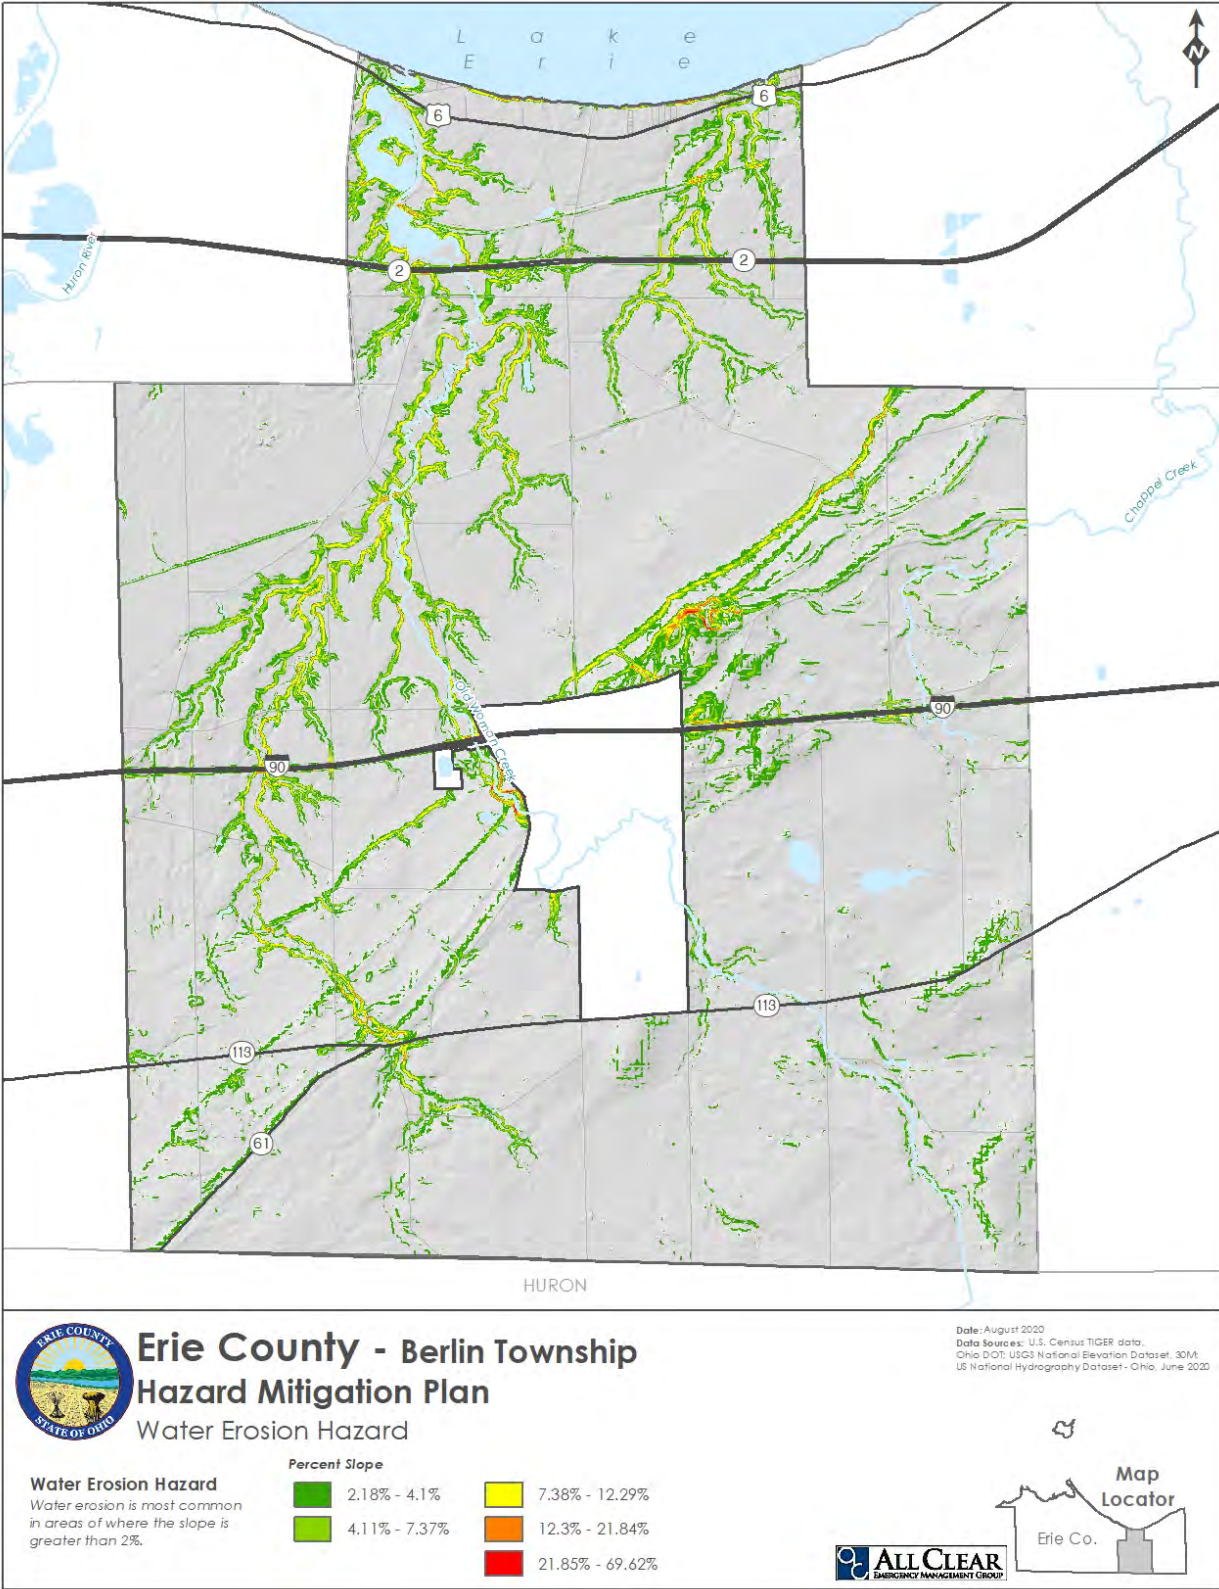 L a k e
E r i e
N
6
6
Huron River
2
2
Chappel Creek
Old Woman Creek
90
90
113
113
61
HURON
ERIE COUNTY
STATE OF OHIO
Erie County - Berlin Township
Hazard Mitigation Plan
Water Erosion Hazard
Date: August 2020
Data Sources: U.S. Census TIGER data,
Ohio DOT; USGS National Elevation Dataset, 30M;
US National Hydrography Dataset - Ohio, June 2020
Water Erosion Hazard
Water erosion is most common
in areas of where the slope is
greater than 2%.
Percent Slope
2.18% - 4.1%
4.11% - 7.37%
7.38% - 12.29%
12.3% - 21.84%
21.85% - 69.62%
Map
Locator
Erie Co.
ALL CLEAR
EMERGENCY MANAGEMENT GROUP